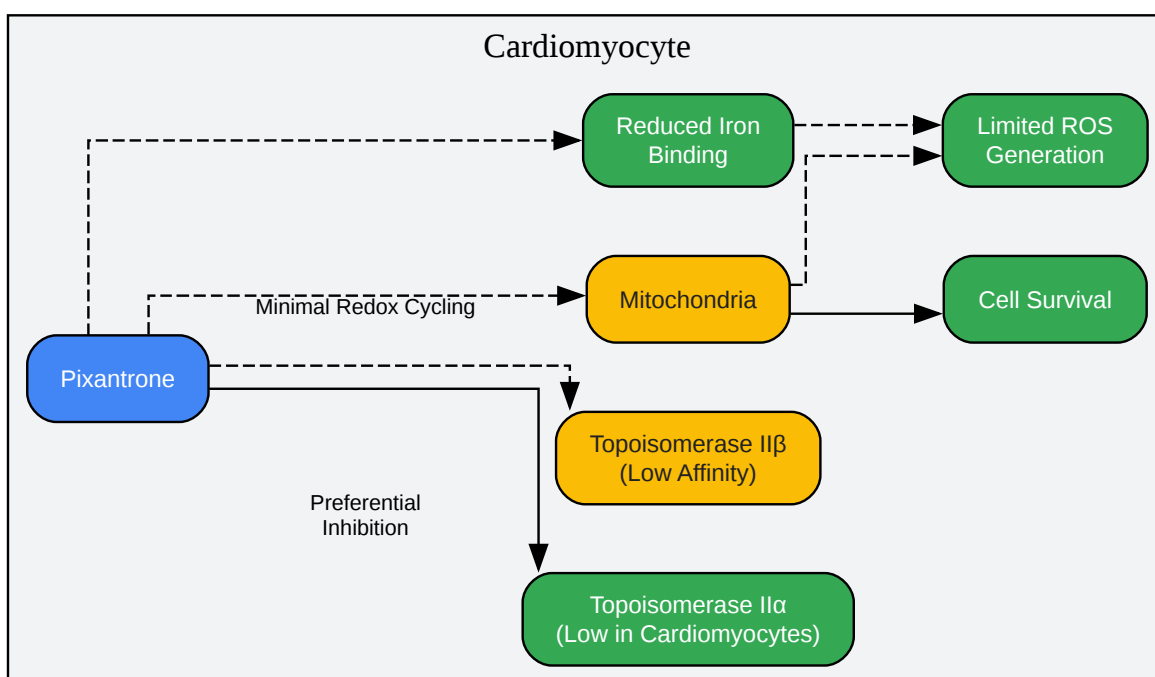 Cardiomyocyte
Reduced Iron
Binding
Limited ROS
Generation
Minimal Redox Cycling
Mitochondria
Cell Survival
Pixantrone
Topoisomerase IIβ
(Low Affinity)
Preferential
Inhibition
Topoisomerase IIα
(Low in Cardiomyocytes)